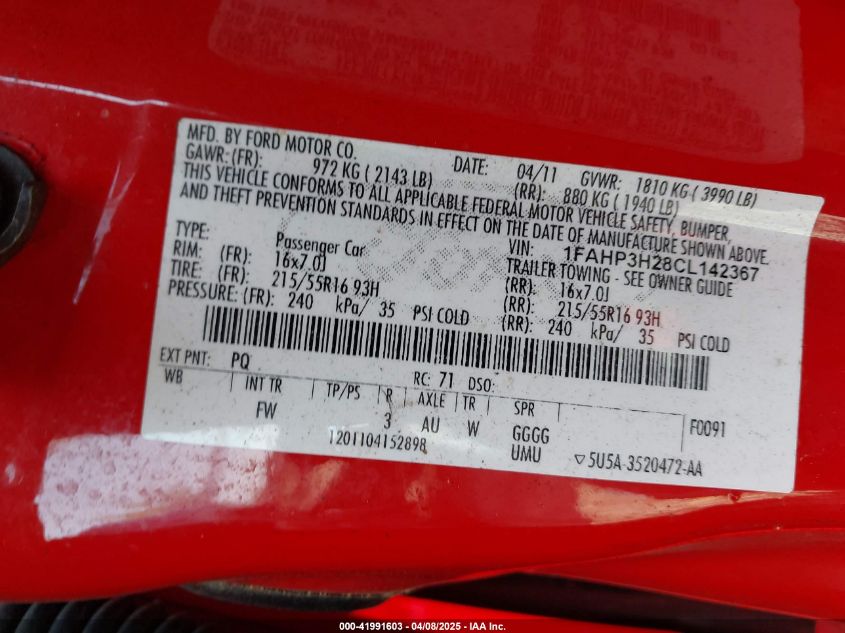 MFD. BY FORD MOTOR CO. DATE: 04/11 GVWR: 1810 KG ( 3990 LB)
GAWR: (FR): 972 KG ( 2143 LB) (RR): 880 KG ( 1940 LB)
THIS VEHICLE CONFORMS TO ALL APPLICABLE FEDERAL MOTOR VEHICLE SAFETY, BUMPER,
AND THEFT PREVENTION STANDARDS IN EFFECT ON THE DATE OF MANUFACTURE SHOWN ABOVE.
VIN: 1FAHP3H28CL142367
TYPE: Passenger Car TRAILER TOWING - SEE OWNER GUIDE
RIM: (FR): 16x7.0J (RR): 16x7.0J
TIRE: (FR): 215/55R16 93H (RR): 215/55R16 93H
PRESSURE: (FR): 240 kPa/ 35 PSI COLD (RR): 240 kPa/ 35 PSI COLD
EXT PNT: PQ RC: 71 DSO:
WB INT TR TP/PS R AXLE TR SPR F0091
FW 3 AU W GGGG
1201104152898 UMU 5U5A-3520472-AA
000-41991603 - 04/08/2025 - IAA Inc.